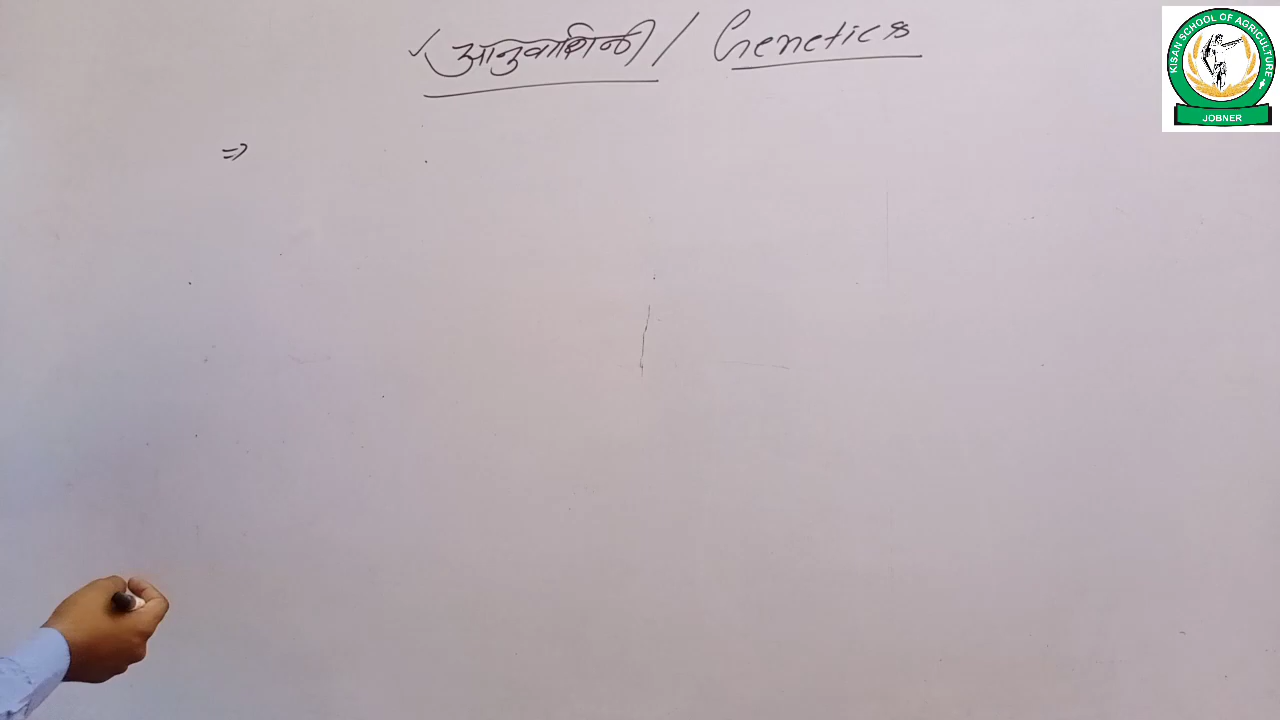 ✓ आनुवांशिकी / Genetics
⇒
KISAN SCHOOL OF AGRICULTURE
JOBNER